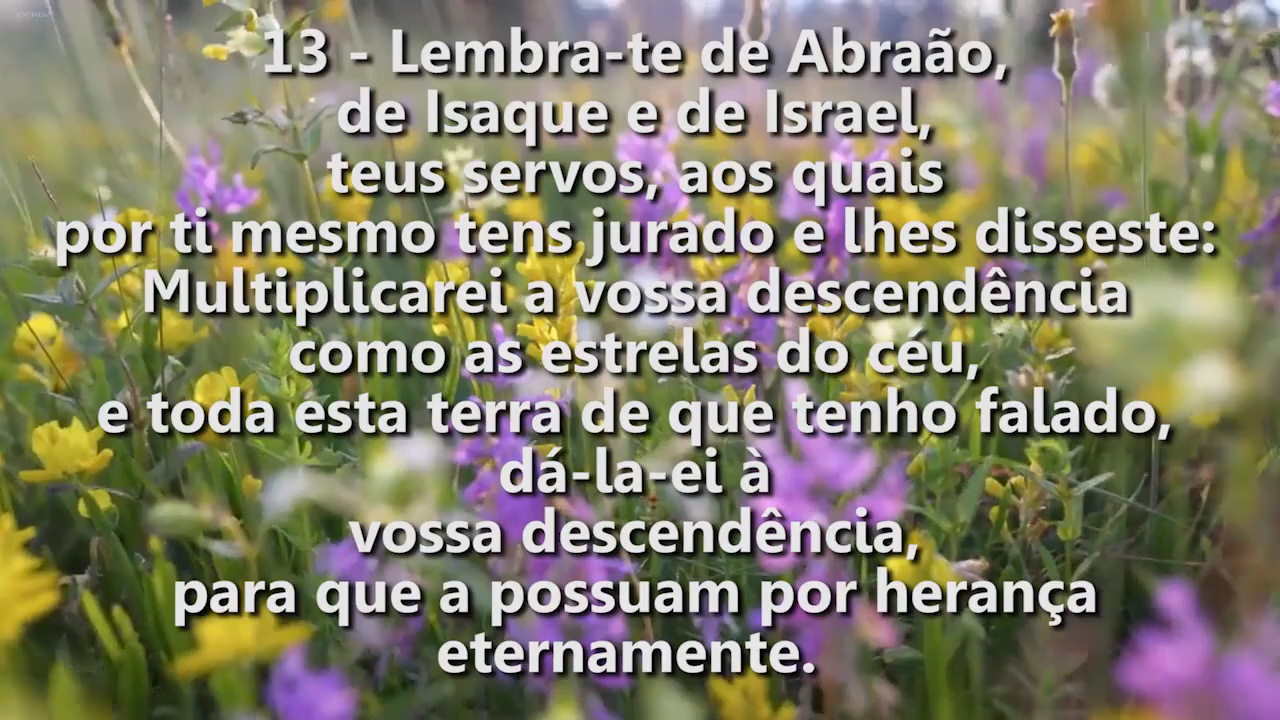 13 - Lembra-te de Abraão,
de Isaque e de Israel,
teus servos, aos quais
por ti mesmo tens jurado e lhes disseste:
Multiplicarei a vossa descendência
como as estrelas do céu,
e toda esta terra de que tenho falado,
dá-la-ei à
vossa descendência,
para que a possuam por herança
eternamente.